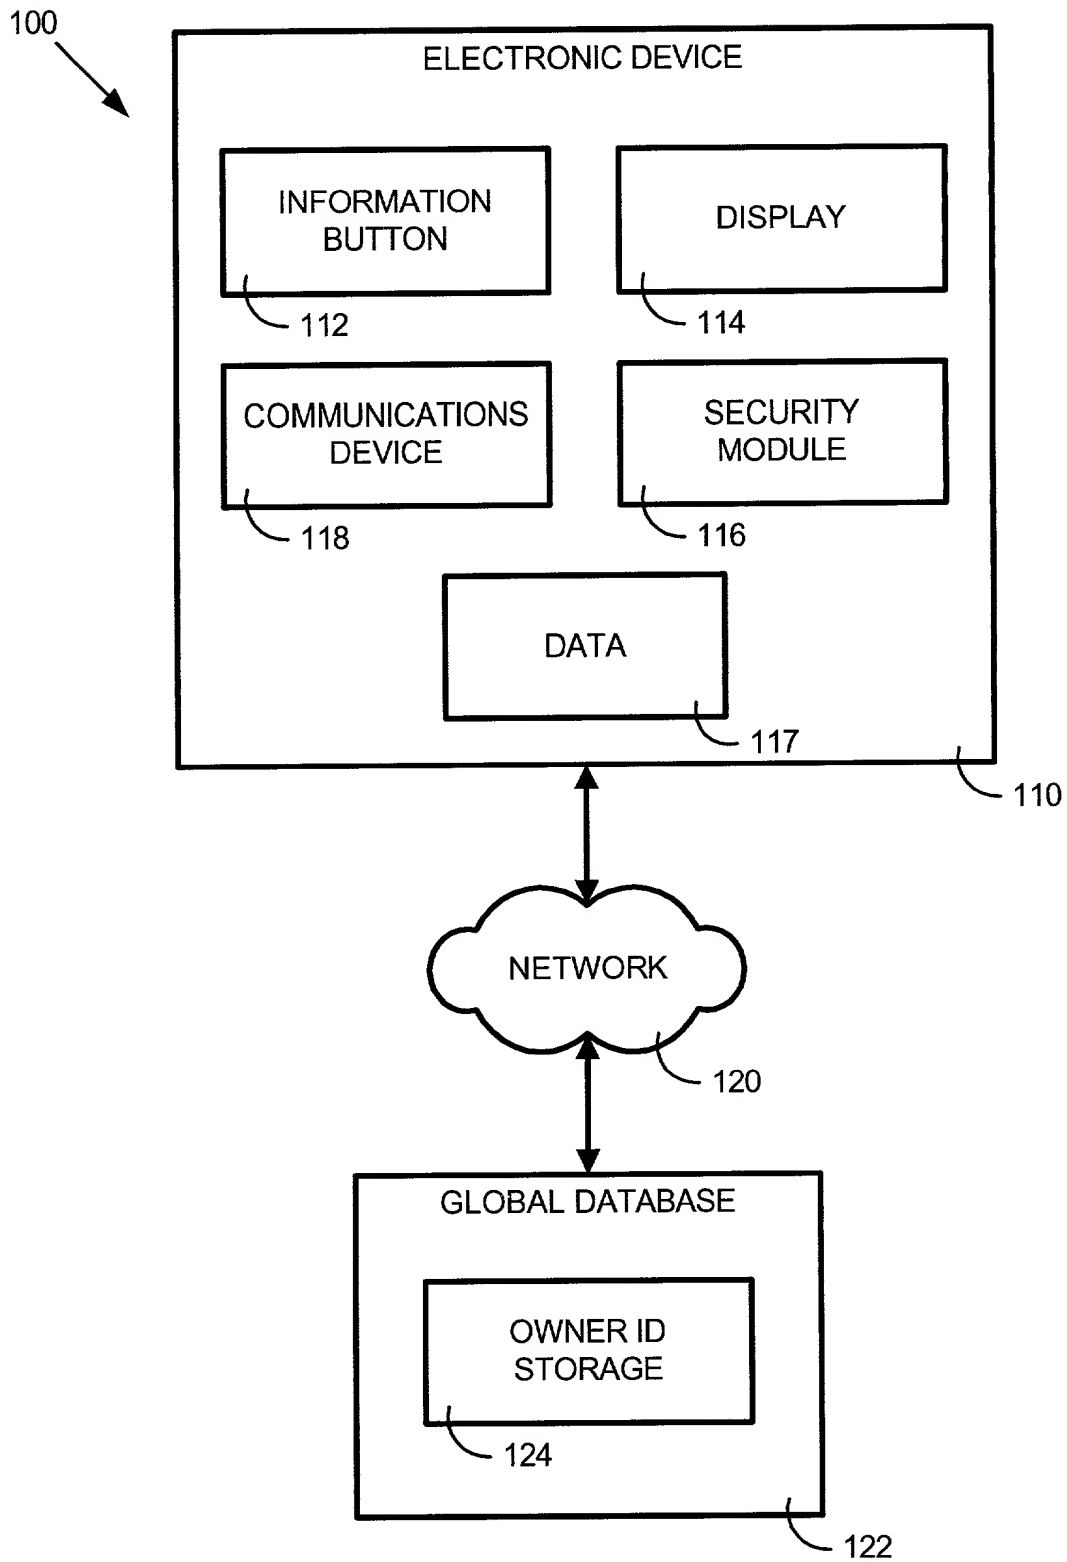 100
ELECTRONIC DEVICE
INFORMATION
BUTTON
112
DISPLAY
114
COMMUNICATIONS
DEVICE
118
SECURITY
MODULE
116
DATA
117
110
NETWORK
120
GLOBAL DATABASE
OWNER ID
STORAGE
124
122